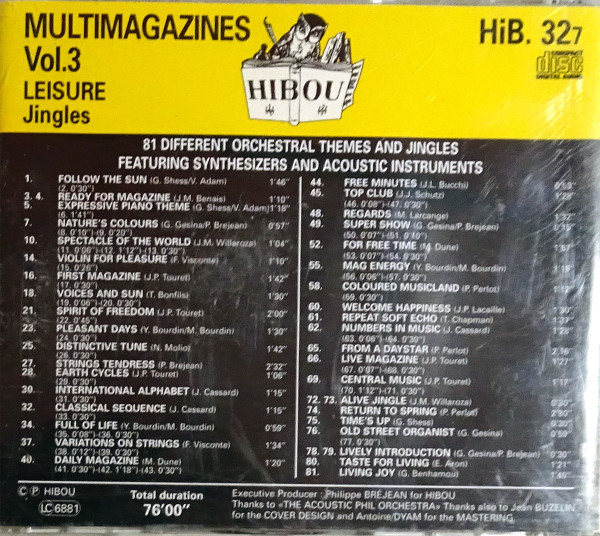 MULTIMAGAZINES
Vol.3
LEISURE
Jingles
HIBOU
HiB. 327
COMPACT
disc
DIGITAL AUDIO
81 DIFFERENT ORCHESTRAL THEMES AND JINGLES
FEATURING SYNTHESIZERS AND ACOUSTIC INSTRUMENTS
1. FOLLOW THE SUN (G. Shess/V. Adam) 1'46"
(2. 0'30")
3. 4. READY FOR MAGAZINE (J.M. Benais) 1'10"
5. EXPRESSIVE PIANO THEME (G. Shess/V. Adam) 1'18"
(6. 1'41")
7. NATURE'S COLOURS (G. Gesina/P. Brejean) 0'57"
(8. 0'10")-(9. 0'20")
10. SPECTACLE OF THE WORLD (J.M. Willaroza) 1'04"
(11. 0'06")-(12. 1'12")-(13. 0'30")
14. VIOLIN FOR PLEASURE (F. Visconte) 1'10"
(15. 0'26")
16. FIRST MAGAZINE (J.P. Touret) 1'42"
(17. 0'30")
18. VOICES AND SUN (T. Bonfils) 1'30"
(19. 0'06")-(20. 0'30")
21. SPIRIT OF FREEDOM (J.P. Touret) 2'00"
(22. 0'45")
23. PLEASANT DAYS (Y. Bourdin/M. Bourdin) 1'30"
(24. 0'30")
25. DISTINCTIVE TUNE (N. Molio) 1'42"
(26. 0'30")
27. STRINGS TENDRESS (P. Brejean) 2'32"
28. EARTH CYCLES (J.P. Touret) 1'06"
(29. 0'30")
30. INTERNATIONAL ALPHABET (J. Cassard) 1'15"
(31. 0'30")
32. CLASSICAL SEQUENCE (J. Cassard) 1'15"
(33. 0'30")
34. FULL OF LIFE (Y. Bourdin/M. Bourdin) 0'59"
(35. 0'08")-(36. 0'30")
37. VARIATIONS ON STRINGS (F. Visconte) 1'34"
(38. 0'12")-(39. 0'30")
40. DAILY MAGAZINE (M. Dune) 1'20"
(41. 0'30")-(42. 1'18")-(43. 0'30")
44. FREE MINUTES (J.L. Bucchi) 0'53"
45. TOP CLUB (J.J. Schutz) 1'28"
(46. 0'08")-(47. 0'30")
48. REGARDS (M. Larcange) 1'32"
49. SUPER SHOW (G. Gesina/P. Brejean)
(50. 0'07")-(51. 0'10")
52. FOR FREE TIME (M. Dune) 1'37"
(53. 0'07")-(54. 0'30")
55. MAG ENERGY (Y. Bourdin/M. Bourdin) 1'18"
(56. 0'06")-(57. 0'30")
58. COLOURED MUSICLAND (P. Perlot) 1'12"
(59. 0'30")
60. WELCOME HAPPINESS (J.P. Lacaille) 1'30"
61. REPEAT SOFT ECHO (T. Chapman) 1'33"
62. NUMBERS IN MUSIC (J. Cassard) 1'28"
(63. 0'06")-(64. 0'30")
65. FROM A DAYSTAR (P. Perlot) 2'16"
66. LIVE MAGAZINE (J.P. Touret) 1'27"
(67. 0'07")-(68. 0'30")
69. CENTRAL MUSIC (J.P. Touret) 1'17"
(70. 1'12")-(71. 0'30")
72. 73. ALIVE JINGLE (J.M. Willaroza) 0'20"
74. RETURN TO SPRING (P. Perlot) 2'50"
75. TIME'S UP (G. Shess) 0'30"
76. OLD STREET ORGANIST (G. Gesina) 0'59"
(77. 0'30")
78. 79. LIVELY INTRODUCTION (G. Gesina/P. Brejean) 0'30"
80. TASTE FOR LIVING (E. Aron) 1'21"
81. LIVING JOY (G. Benhamou) 1'40"
© ℗ HIBOU
LC 6881
Total duration
76'00"
Executive Producer : Philippe BREJEAN for HIBOU
Thanks to «THE ACOUSTIC PHIL ORCHESTRA» Thanks also to Jean BUZELIN
for the COVER DESIGN and Antoine/DYAM for the MASTERING.